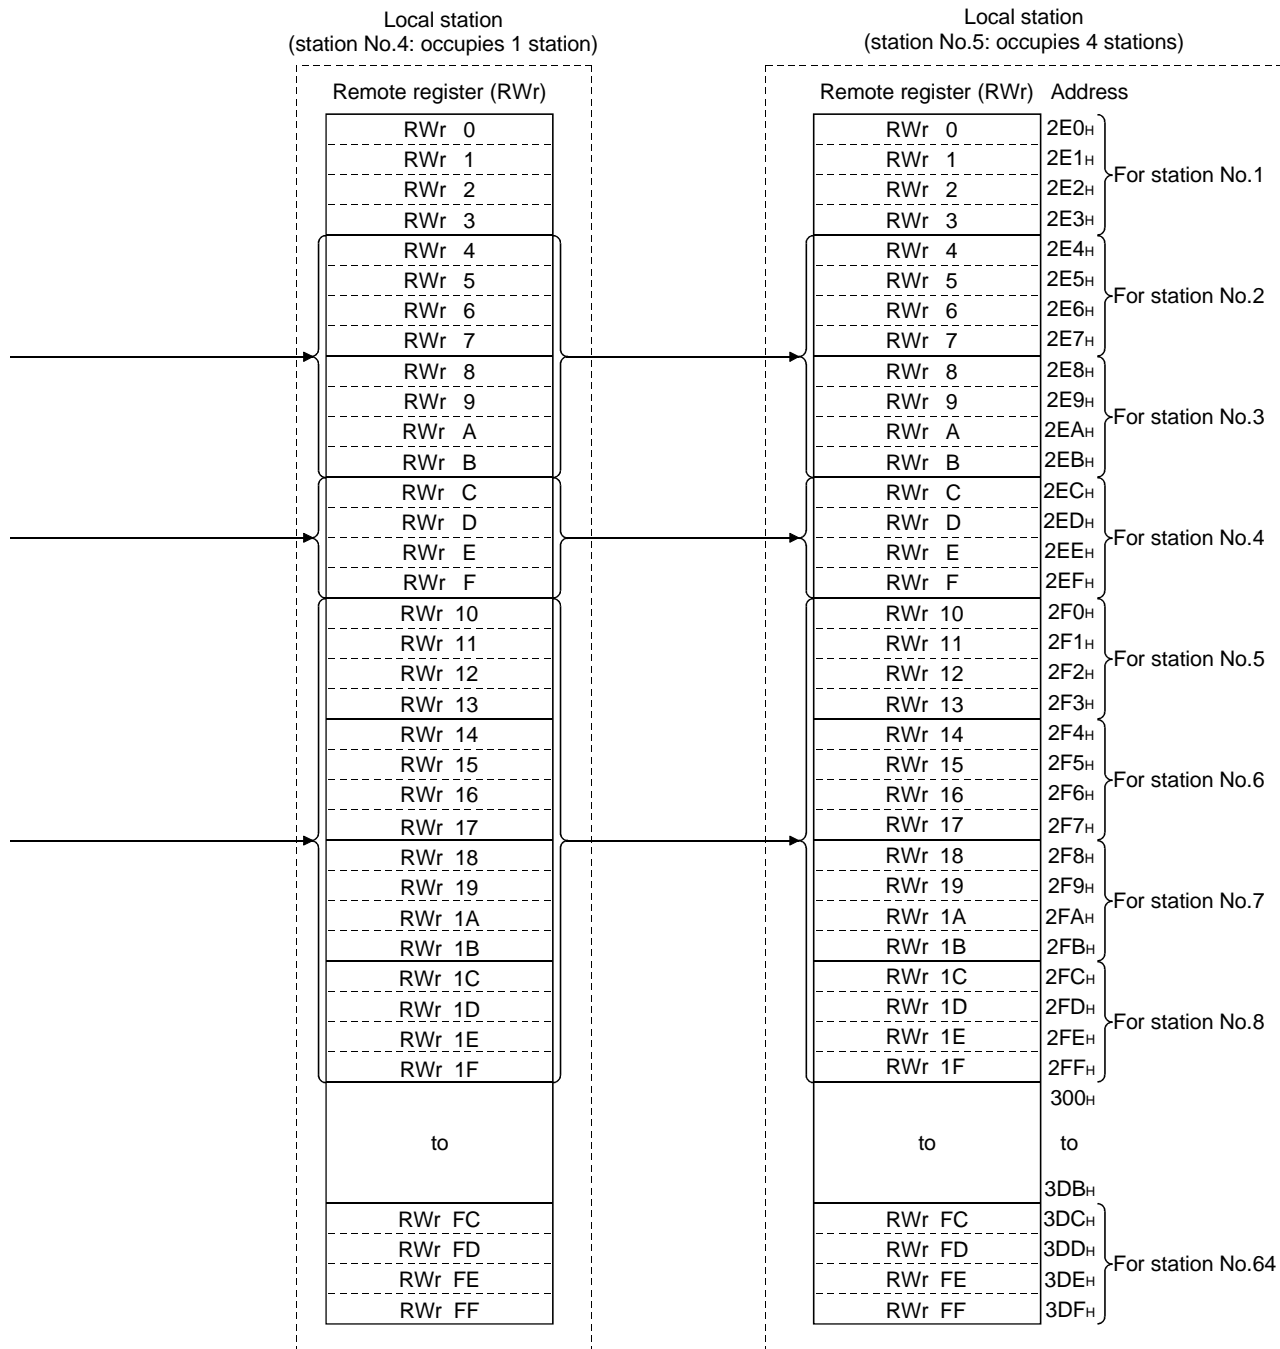 Local station
(station No.4: occupies 1 station)
Local station
(station No.5: occupies 4 stations)
Remote register (RWr)
Remote register (RWr) Address
RWr 0 RWr 0 2E0H
RWr 1 RWr 1 2E1H
For station No.1
RWr 2 RWr 2 2E2H
RWr 3 RWr 3 2E3H
RWr 4 RWr 4 2E4H
RWr 5 RWr 5 2E5H
For station No.2
RWr 6 RWr 6 2E6H
RWr 7 RWr 7 2E7H
RWr 8 RWr 8 2E8H
RWr 9 RWr 9 2E9H
For station No.3
RWr A RWr A 2EAH
RWr B RWr B 2EBH
RWr C RWr C 2ECH
RWr D RWr D 2EDH
For station No.4
RWr E RWr E 2EEH
RWr F RWr F 2EFH
RWr 10 RWr 10 2F0H
RWr 11 RWr 11 2F1H
For station No.5
RWr 12 RWr 12 2F2H
RWr 13 RWr 13 2F3H
RWr 14 RWr 14 2F4H
RWr 15 RWr 15 2F5H
For station No.6
RWr 16 RWr 16 2F6H
RWr 17 RWr 17 2F7H
RWr 18 RWr 18 2F8H
RWr 19 RWr 19 2F9H
For station No.7
RWr 1A RWr 1A 2FAH
RWr 1B RWr 1B 2FBH
RWr 1C RWr 1C 2FCH
RWr 1D RWr 1D 2FDH
For station No.8
RWr 1E RWr 1E 2FEH
RWr 1F RWr 1F 2FFH
300H
to to to
3DBH
RWr FC RWr FC 3DCH
RWr FD RWr FD 3DDH
For station No.64
RWr FE RWr FE 3DEH
RWr FF RWr FF 3DFH